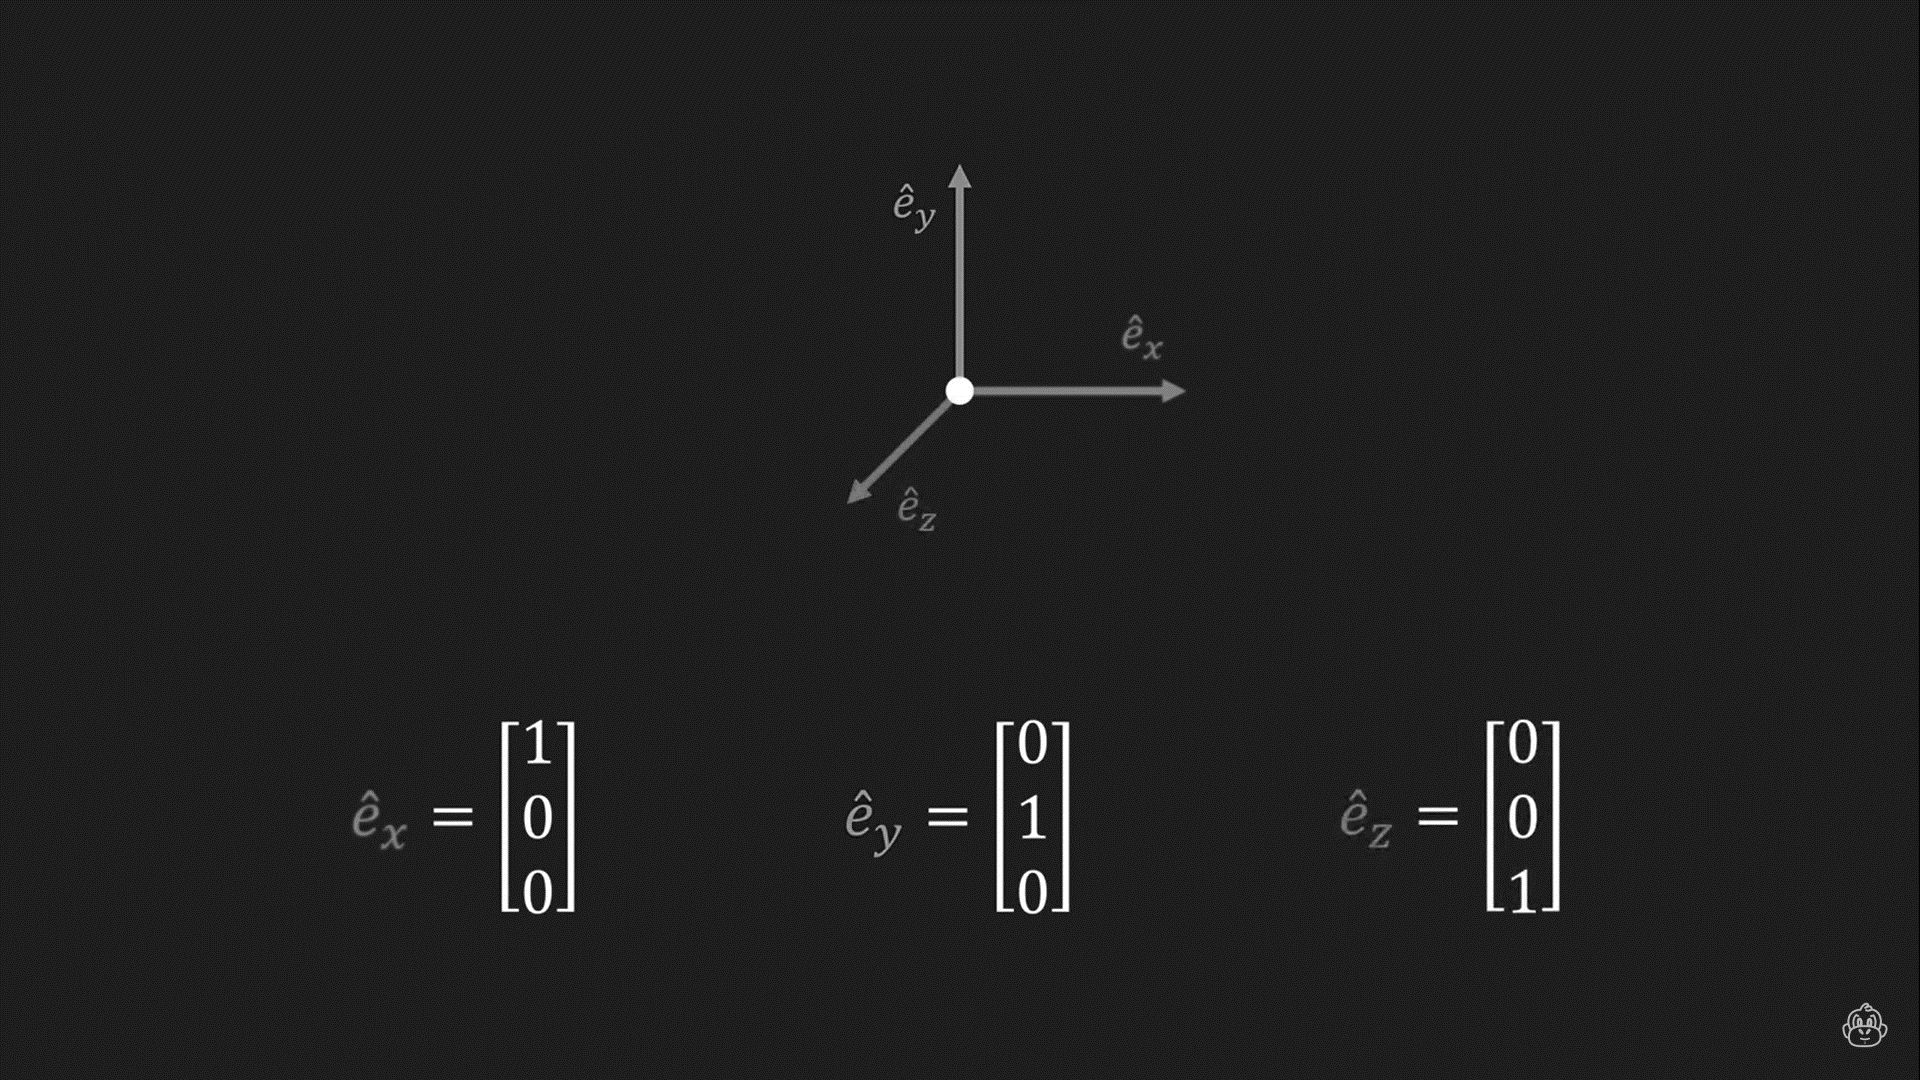 ê_y
ê_x
ê_z
ê_x = [1 0 0]
ê_y = [0 1 0]
ê_z = [0 0 1]